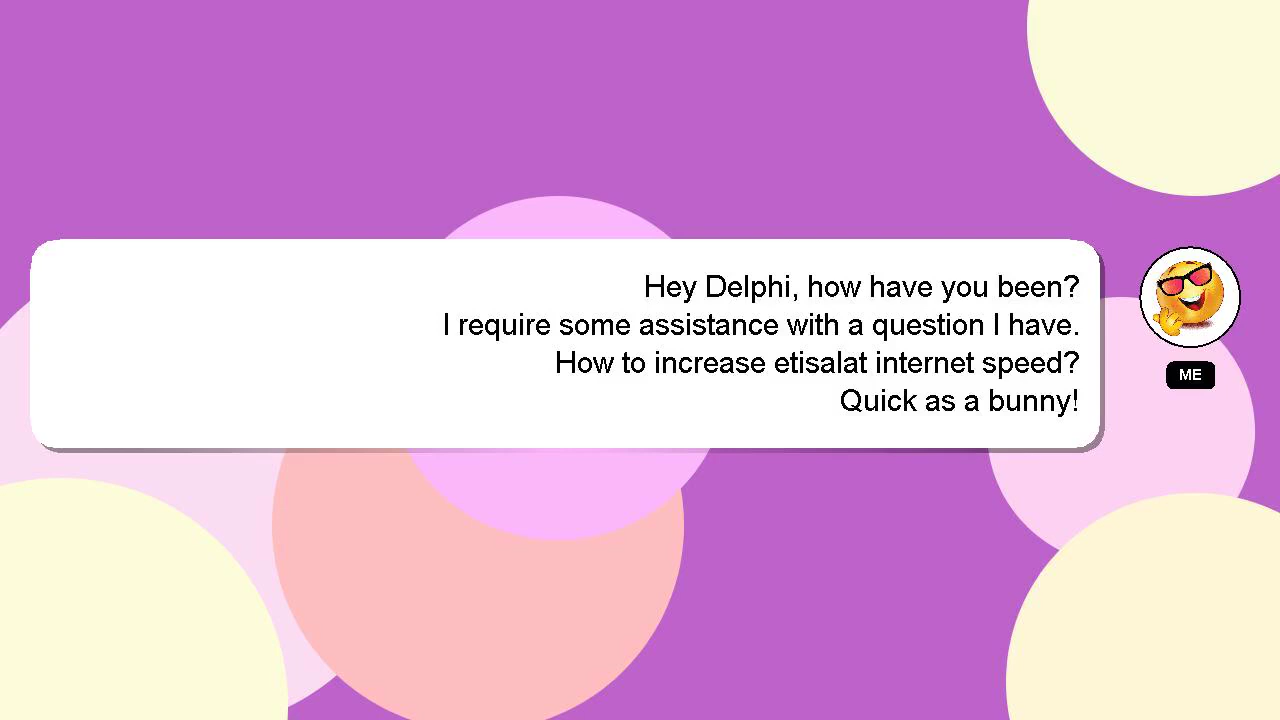 Hey Delphi, how have you been?
I require some assistance with a question I have.
How to increase etisalat internet speed?
Quick as a bunny!
ME